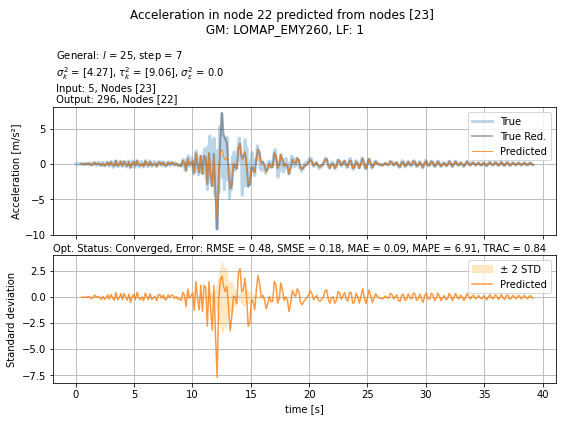 Acceleration in node 22 predicted from nodes [23]
GM: LOMAP_EMY260, LF: 1
General: l = 25, step = 7
σ²ₖ = [4.27], τ²ₖ = [9.06], σ²ε = 0.0
Input: 5, Nodes [23]
Output: 296, Nodes [22]
Acceleration [m/s²]
5
0
−5
−10
True
True Red.
Predicted
Opt. Status: Converged, Error: RMSE = 0.48, SMSE = 0.18, MAE = 0.09, MAPE = 6.91, TRAC = 0.84
Standard deviation
2.5
0.0
−2.5
−5.0
−7.5
± 2 STD
Predicted
0 5 10 15 20 25 30 35 40
time [s]